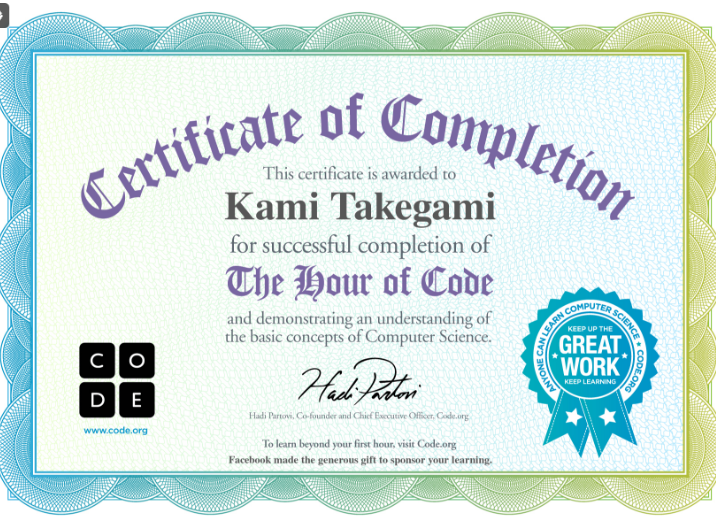 Certificate of Completion
This certificate is awarded to
Kami Takegami
for successful completion of
The Hour of Code
and demonstrating an understanding of
the basic concepts of Computer Science.
Hadi Partovi
Hadi Partovi, Co-founder and Chief Executive Officer, Code.org
To learn beyond your first hour, visit Code.org
Facebook made the generous gift to sponsor your learning.
C O
D E
www.code.org
ANYONE CAN LEARN COMPUTER SCIENCE • CODE.ORG •
KEEP UP THE
GREAT
WORK
KEEP LEARNING